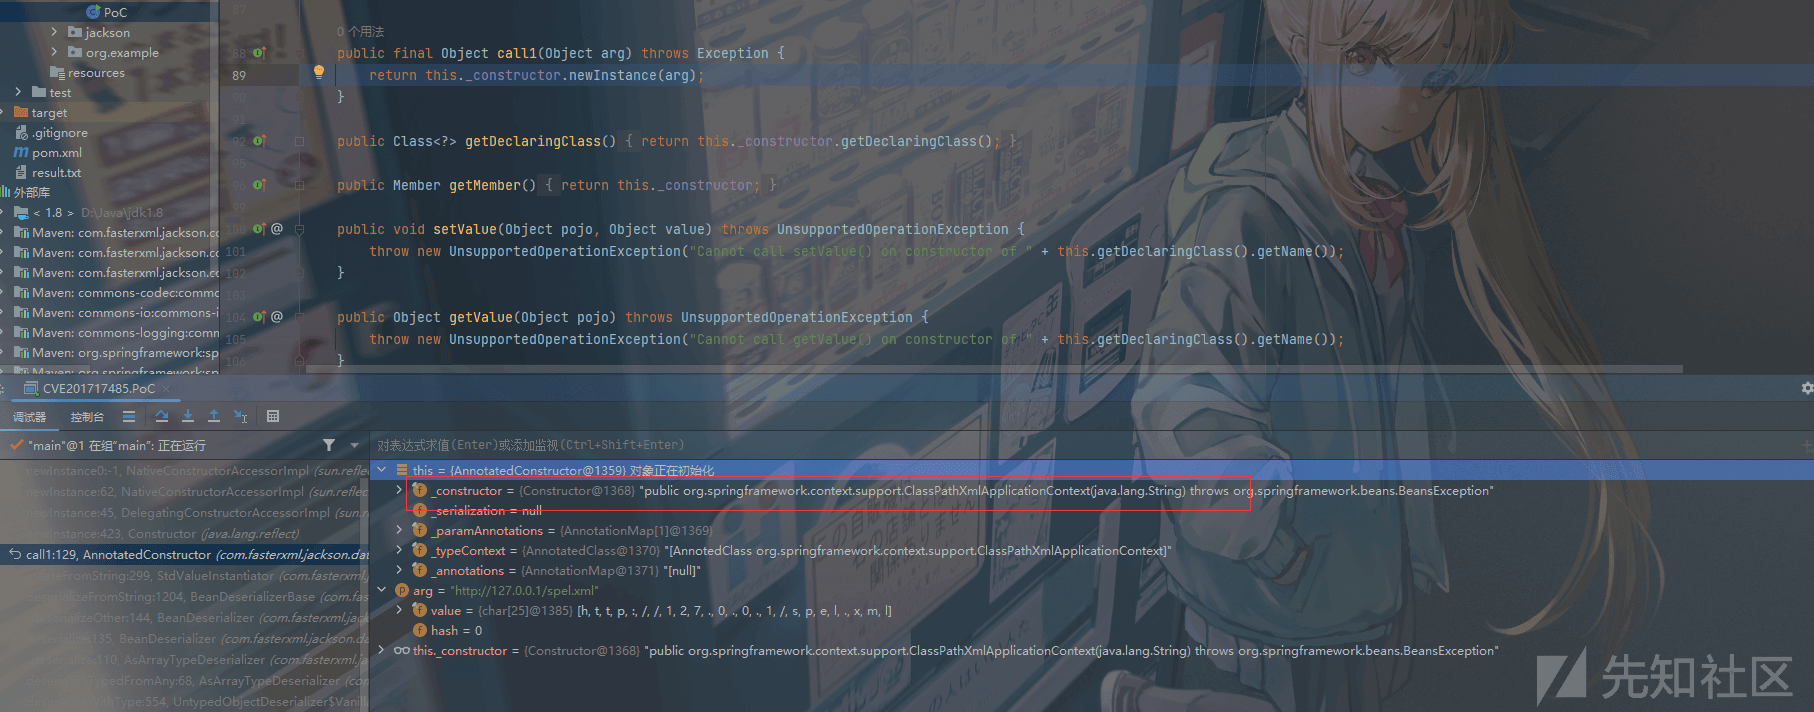 PoC
jackson
org.example
resources
test
target
.gitignore
pom.xml
result.txt
外部库
< 1.8 > D:\Java\jdk1.8
Maven: com.fasterxml.jackson.co
Maven: com.fasterxml.jackson.co
Maven: com.fasterxml.jackson.co
Maven: commons-codec:commo
Maven: commons-io:commons-i
Maven: commons-logging:comn
Maven: org.springframework:sp
Maven: org.springframework:sp
87
0 个用法
88 public final Object call1(Object arg) throws Exception {
89 return this._constructor.newInstance(arg);
90 }
91
92 public Class<?> getDeclaringClass() { return this._constructor.getDeclaringClass(); }
95
96 public Member getMember() { return this._constructor; }
99
100 @ public void setValue(Object pojo, Object value) throws UnsupportedOperationException {
101 throw new UnsupportedOperationException("Cannot call setValue() on constructor of " + this.getDeclaringClass().getName());
102 }
103
104 @ public Object getValue(Object pojo) throws UnsupportedOperationException {
105 throw new UnsupportedOperationException("Cannot call getValue() on constructor of " + this.getDeclaringClass().getName());
106 }
CVE201717485.PoC ×
调试器 控制台
"main"@1 在组"main": 正在运行
newInstance0:-1, NativeConstructorAccessorImpl (sun.refle
newInstance:62, NativeConstructorAccessorImpl (sun.reflec
newInstance:45, DelegatingConstructorAccessorImpl (sun.re
newInstance:423, Constructor (java.lang.reflect)
call1:129, AnnotatedConstructor (com.fasterxml.jackson.dat
eFromString:299, StdValueInstantiator (com.fasterxml.j
serializeFromString:1204, BeanDeserializerBase (com.faste
serializeOther:144, BeanDeserializer (com.fasterxml.jacks
:135, BeanDeserializer (com.fasterxml.jackson.da
:110, AsArrayTypeDeserializer (com.fasterxml.ja
TypedFromAny:68, AsArrayTypeDeserializer (con
WithType:554, UntypedObjectDeserializer$Vanill
对表达式求值(Enter)或添加监视(Ctrl+Shift+Enter)
this = {AnnotatedConstructor@1359} 对象正在初始化
_constructor = {Constructor@1368} "public org.springframework.context.support.ClassPathXmlApplicationContext(java.lang.String) throws org.springframework.beans.BeansException"
_serialization = null
_paramAnnotations = {AnnotationMap[1]@1369}
_typeContext = {AnnotatedClass@1370} "[AnnotedClass org.springframework.context.support.ClassPathXmlApplicationContext]"
_annotations = {AnnotationMap@1371} "[null]"
arg = "http://127.0.0.1/spel.xml"
value = {char[25]@1385} [h, t, t, p, :, /, /, 1, 2, 7, ., 0, ., 0, ., 1, /, s, p, e, l, ., x, m, l]
hash = 0
this._constructor = {Constructor@1368} "public org.springframework.context.support.ClassPathXmlApplicationContext(java.lang.String) throws org.springframework.beans.BeansException"
先知社区